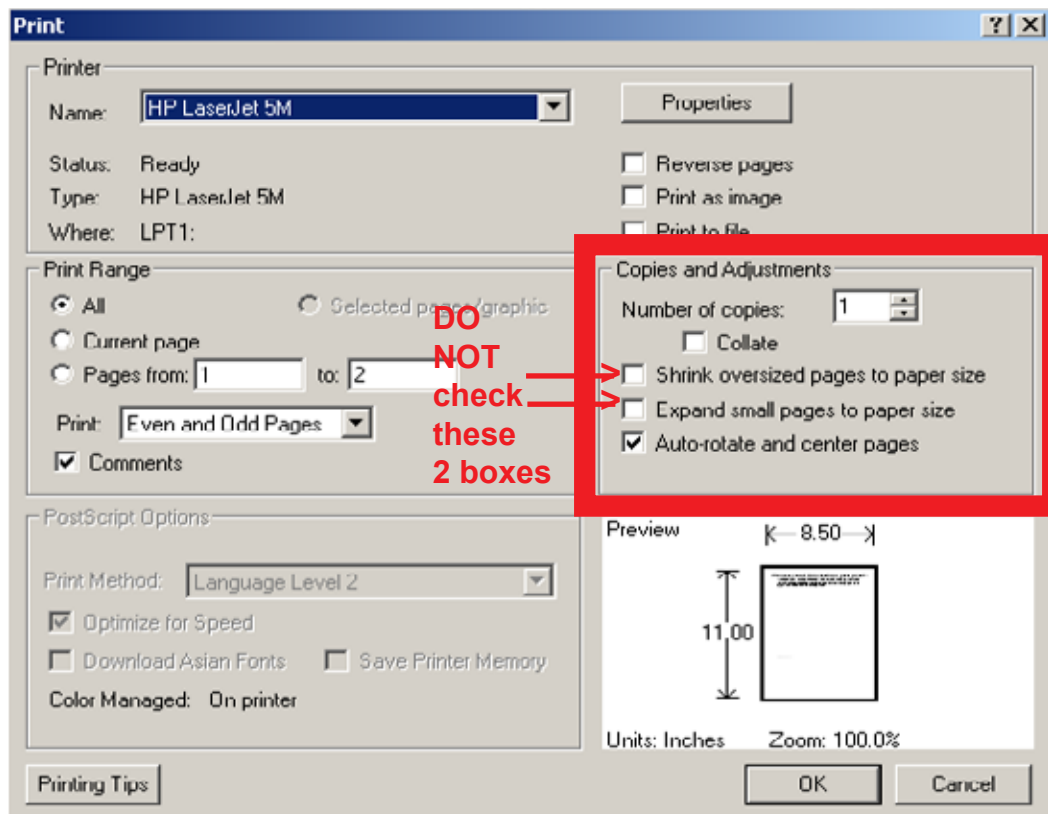 Print
Printer
Name: HP LaserJet 5M
Properties
Status: Ready
Reverse pages
Type: HP LaserJet 5M
Print as image
Where: LPT1:
Print to file
Print Range
All
Selected pages/graphic
Current page
Pages from: 1 to: 2
Print: Even and Odd Pages
Comments
DO
NOT
check
these
2 boxes
Copies and Adjustments
Number of copies: 1
Collate
Shrink oversized pages to paper size
Expand small pages to paper size
Auto-rotate and center pages
PostScript Options
Print Method: Language Level 2
Optimize for Speed
Download Asian Fonts Save Printer Memory
Color Managed: On printer
Preview
8.50
11.00
Units: Inches Zoom: 100.0%
Printing Tips
OK
Cancel